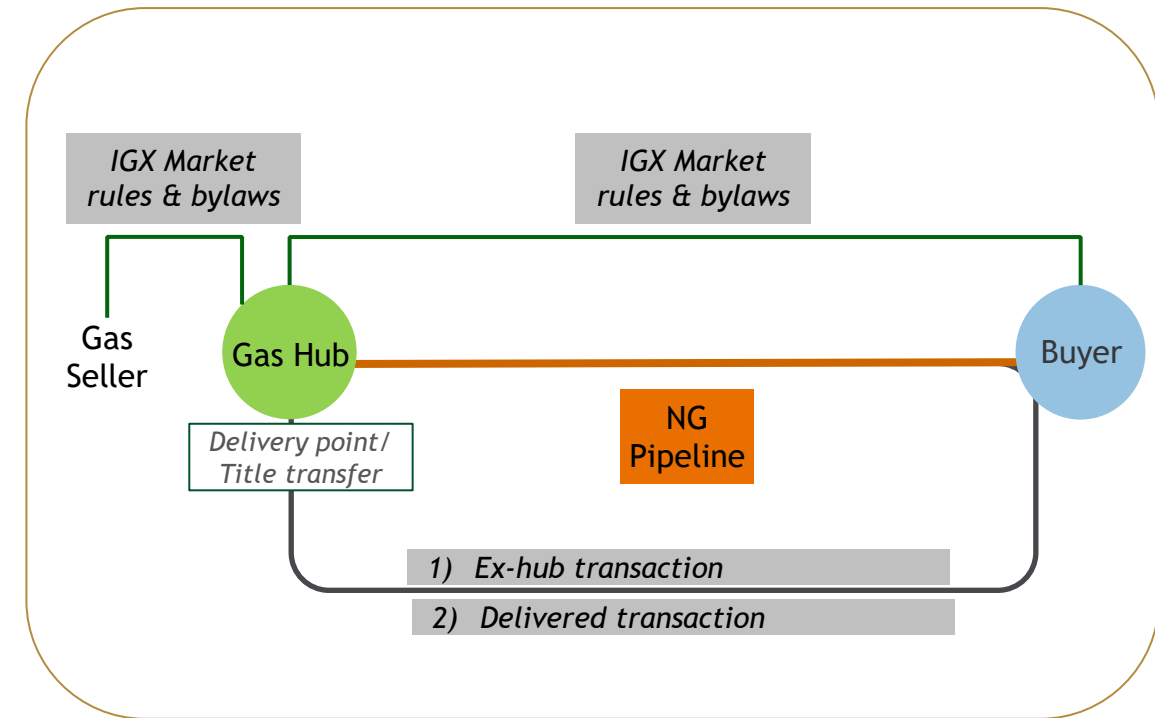 IGX Market
rules & bylaws
IGX Market
rules & bylaws
Gas
Seller
Gas Hub
Buyer
Delivery point/
Title transfer
NG
Pipeline
1) Ex-hub transaction
2) Delivered transaction